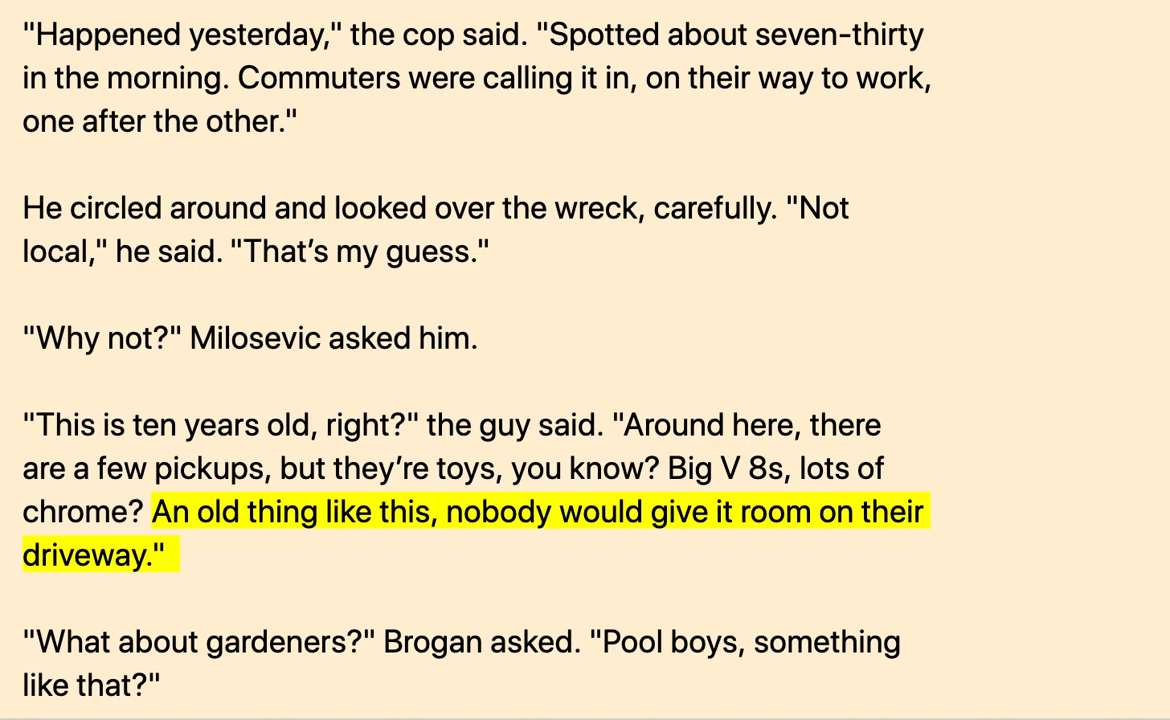 "Happened yesterday," the cop said. "Spotted about seven-thirty
in the morning. Commuters were calling it in, on their way to work,
one after the other."
He circled around and looked over the wreck, carefully. "Not
local," he said. "That’s my guess."
"Why not?" Milosevic asked him.
"This is ten years old, right?" the guy said. "Around here, there
are a few pickups, but they’re toys, you know? Big V 8s, lots of
chrome? An old thing like this, nobody would give it room on their
driveway."
"What about gardeners?" Brogan asked. "Pool boys, something
like that?"